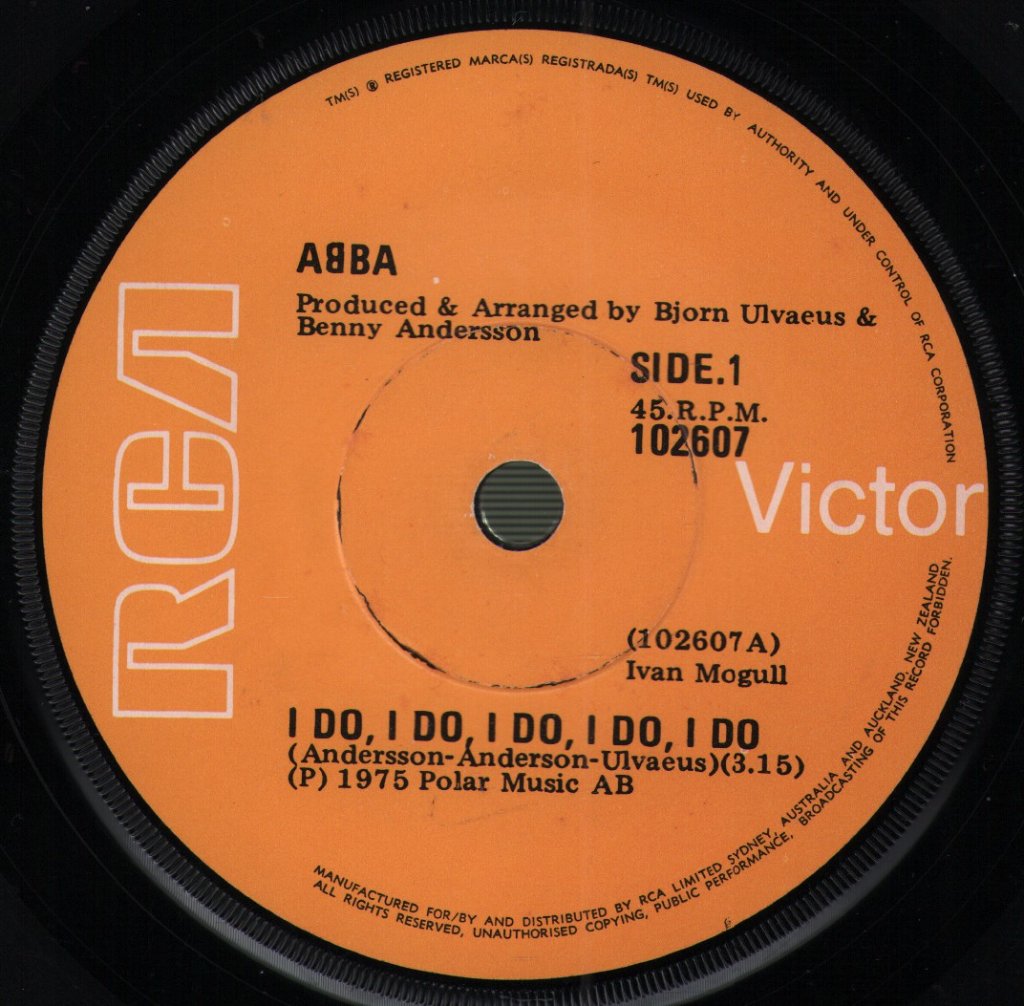 TM(S) ® REGISTERED MARCA(S) REGISTRADA(S) TM(S) USED BY AUTHORITY AND UNDER CONTROL OF RCA CORPORATION
ABBA
Produced & Arranged by Bjorn Ulvaeus &
Benny Andersson
SIDE.1
45.R.P.M.
102607
RCA
Victor
(102607A)
Ivan Mogull
I DO, I DO, I DO, I DO, I DO
(Andersson-Anderson-Ulvaeus)(3.15)
(P) 1975 Polar Music AB
MANUFACTURED FOR/BY AND DISTRIBUTED BY RCA LIMITED SYDNEY, AUSTRALIA AND AUCKLAND, NEW ZEALAND
ALL RIGHTS RESERVED, UNAUTHORISED COPYING, PUBLIC PERFORMANCE, BROADCASTING OF THIS RECORD FORBIDDEN.